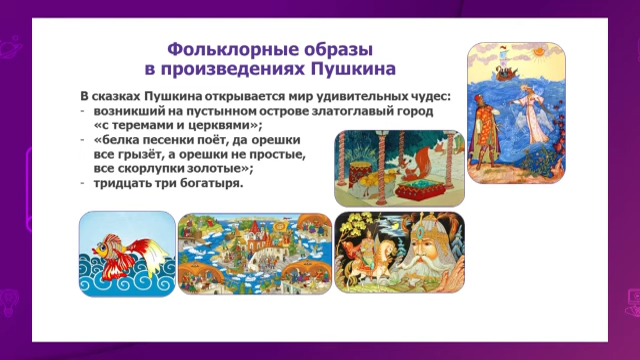 Фольклорные образы
в произведениях Пушкина
В сказках Пушкина открывается мир удивительных чудес:
- возникший на пустынном острове златоглавый город
«с теремами и церквями»;
- «белка песенки поёт, да орешки
все грызёт, а орешки не простые,
все скорлупки золотые»;
- тридцать три богатыря.